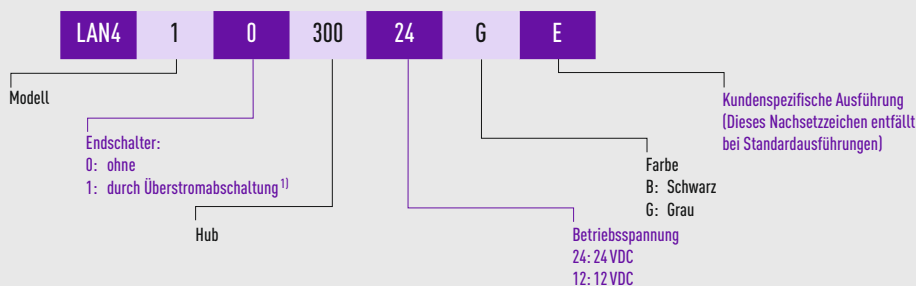 LAN4 1 0 300 24 G E
Modell
Endschalter:
0: ohne
1: durch Überstromabschaltung 1)
Hub
Betriebsspannung
24: 24 VDC
12: 12 VDC
Farbe
B: Schwarz
G: Grau
Kundenspezifische Ausführung
(Dieses Nachsetzzeichen entfällt
bei Standardausführungen)